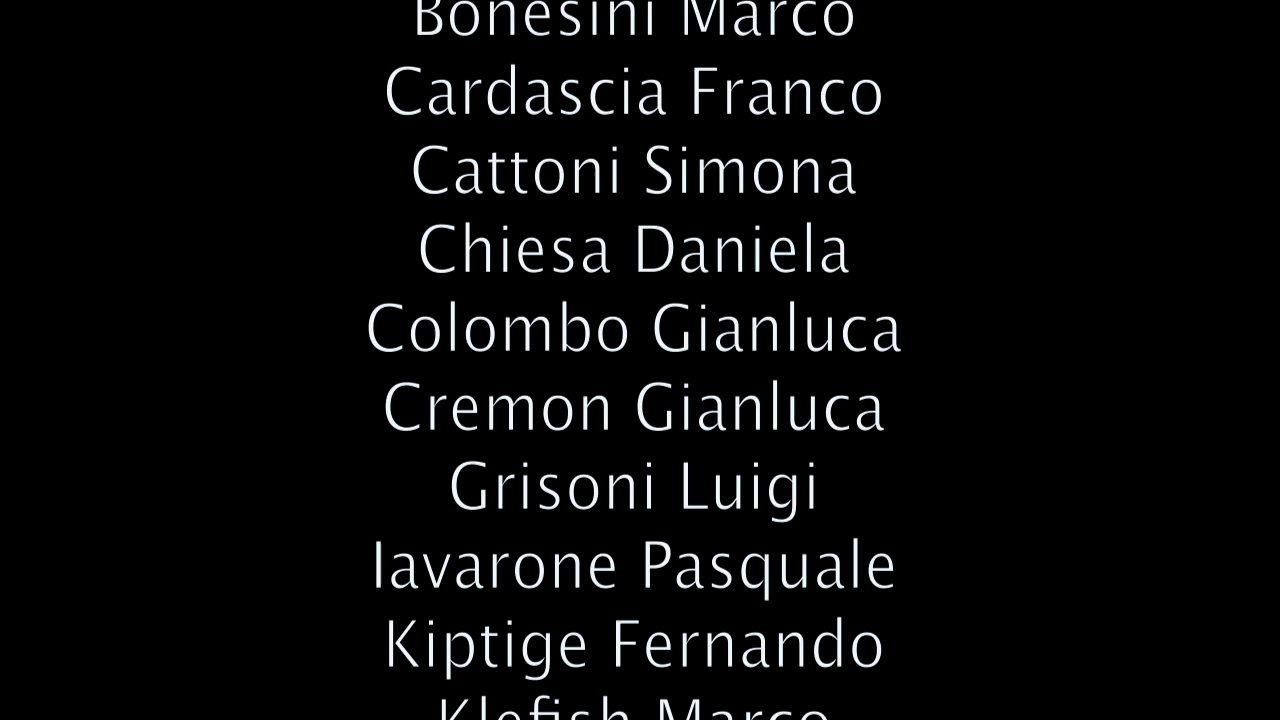 Bonesini Marco
Cardascia Franco
Cattoni Simona
Chiesa Daniela
Colombo Gianluca
Cremon Gianluca
Grisoni Luigi
Iavarone Pasquale
Kiptige Fernando
Klefish Marco